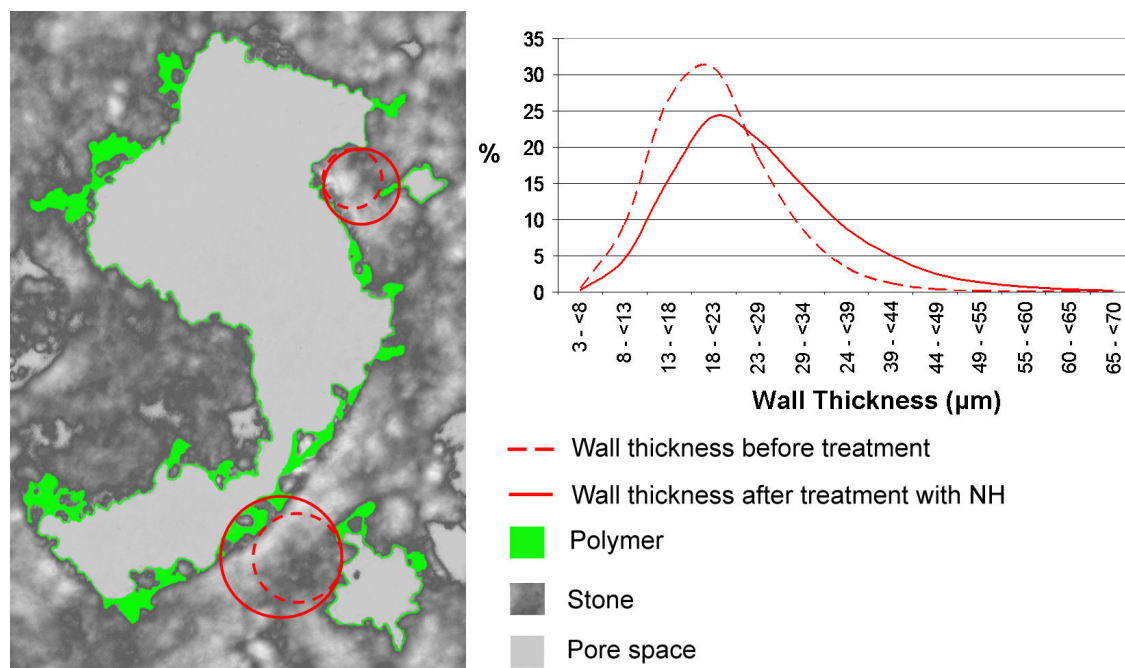 35
30
25
20
15
10
5
0
%
3 - <8
8 - <13
13 - <18
18 - <23
23 - <29
29 - <34
24 - <39
39 - <44
44 - <49
49 - <55
55 - <60
60 - <65
65 - <70
Wall Thickness (µm)
Wall thickness before treatment
Wall thickness after treatment with NH
Polymer
Stone
Pore space